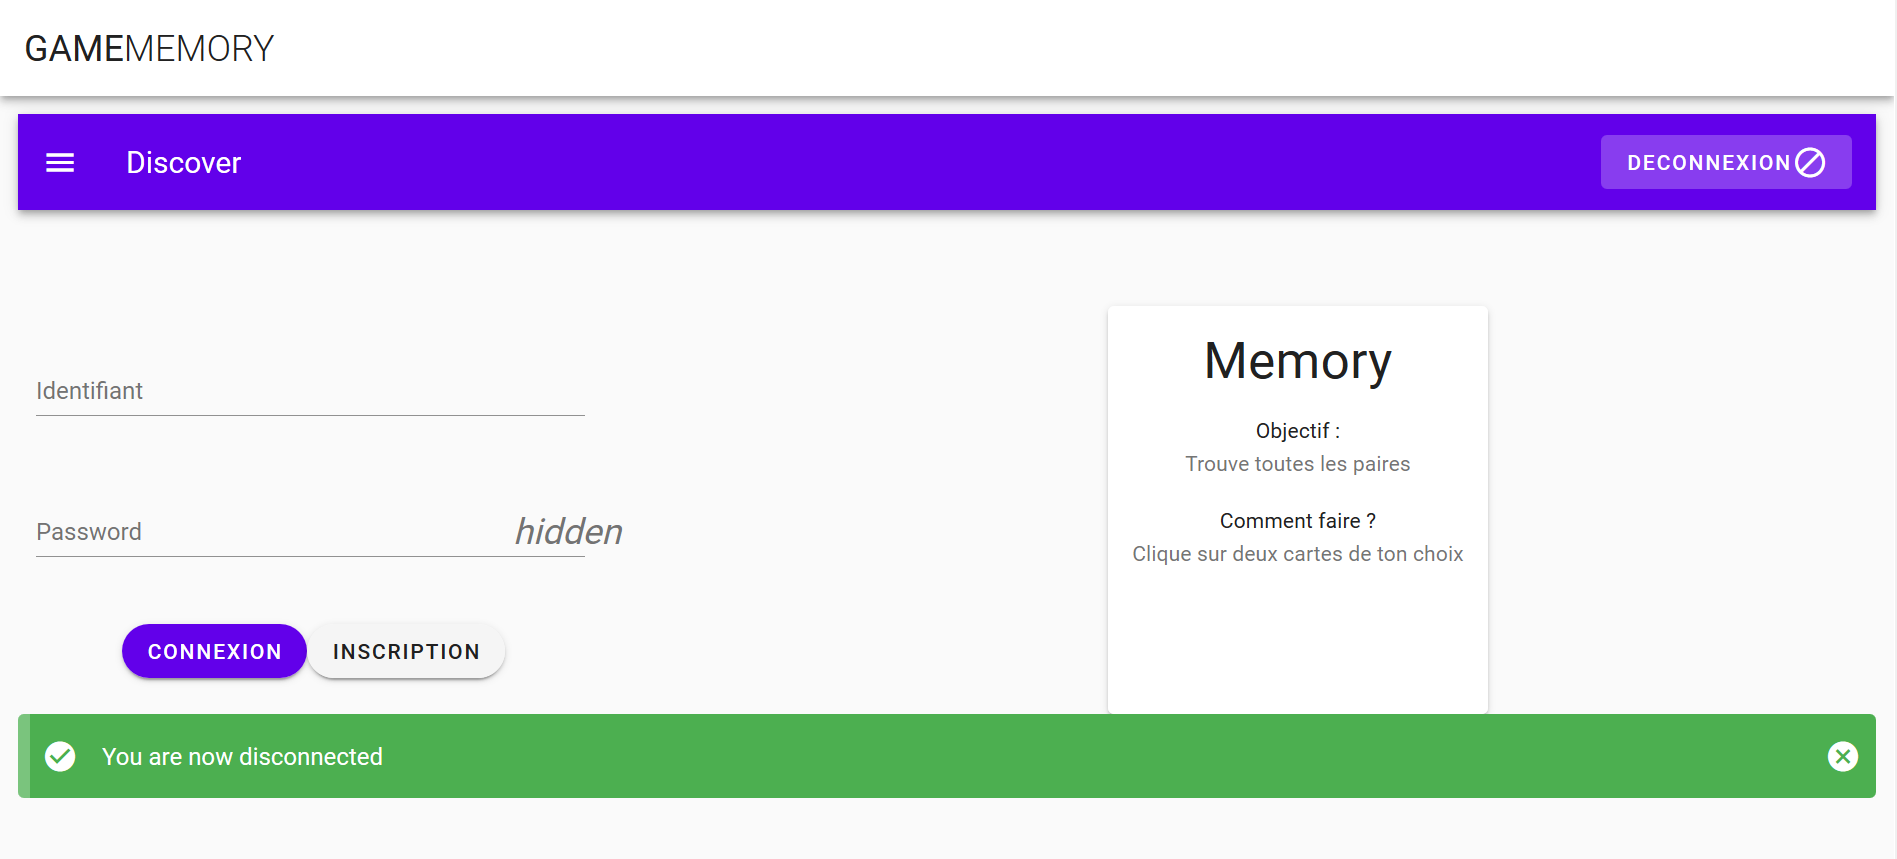 GAMEMEMORY
Discover
DECONNEXION
Identifiant
Password
hidden
CONNEXION
INSCRIPTION
Memory
Objectif :
Trouve toutes les paires
Comment faire ?
Clique sur deux cartes de ton choix
You are now disconnected